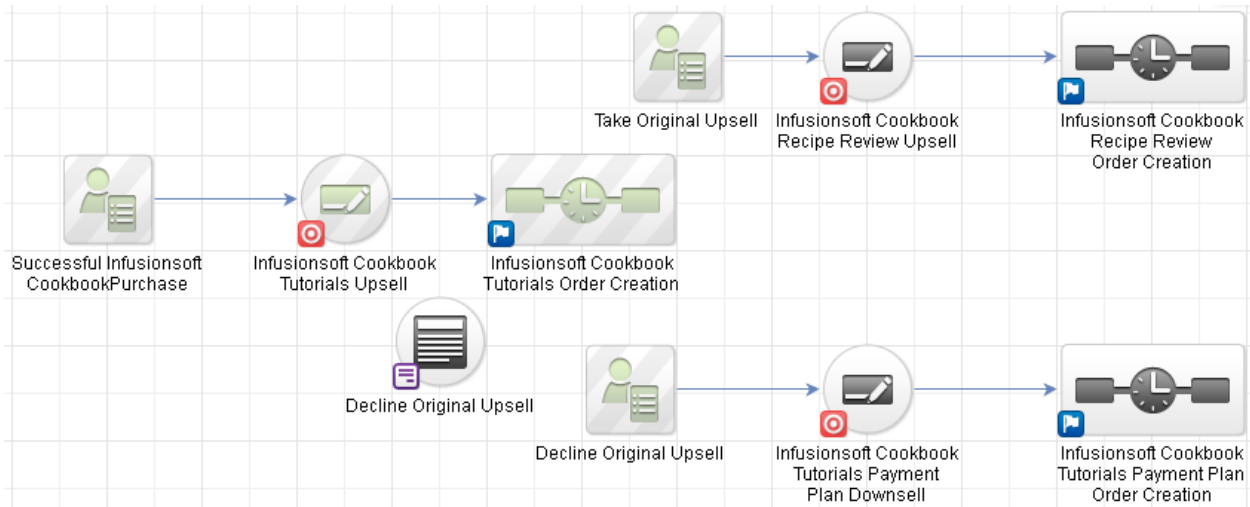 Take Original Upsell
Infusionsoft Cookbook
Recipe Review Upsell
Infusionsoft Cookbook
Recipe Review
Order Creation
Successful Infusionsoft
CookbookPurchase
Infusionsoft Cookbook
Tutorials Upsell
Infusionsoft Cookbook
Tutorials Order Creation
Decline Original Upsell
Decline Original Upsell
Infusionsoft Cookbook
Tutorials Payment
Plan Downsell
Infusionsoft Cookbook
Tutorials Payment Plan
Order Creation